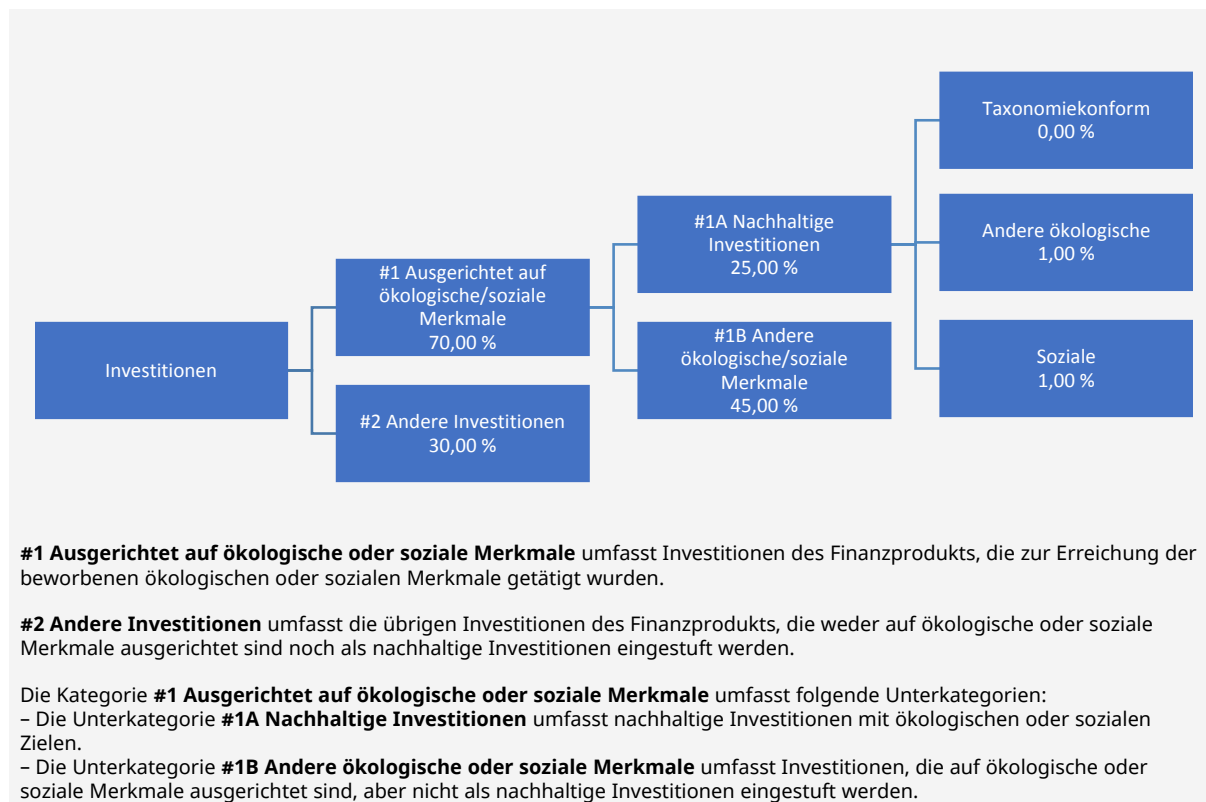 Taxonomiekonform
0,00 %
#1A Nachhaltige
Investitionen
25,00 %
Andere ökologische
1,00 %
#1 Ausgerichtet auf
ökologische/soziale
Merkmale
70,00 %
Investitionen
#1B Andere
ökologische/soziale
Merkmale
45,00 %
Soziale
1,00 %
#2 Andere Investitionen
30,00 %
#1 Ausgerichtet auf ökologische oder soziale Merkmale umfasst Investitionen des Finanzprodukts, die zur Erreichung der
beworbenen ökologischen oder sozialen Merkmale getätigt wurden.
#2 Andere Investitionen umfasst die übrigen Investitionen des Finanzprodukts, die weder auf ökologische oder soziale
Merkmale ausgerichtet sind noch als nachhaltige Investitionen eingestuft werden.
Die Kategorie #1 Ausgerichtet auf ökologische oder soziale Merkmale umfasst folgende Unterkategorien:
– Die Unterkategorie #1A Nachhaltige Investitionen umfasst nachhaltige Investitionen mit ökologischen oder sozialen
Zielen.
– Die Unterkategorie #1B Andere ökologische oder soziale Merkmale umfasst Investitionen, die auf ökologische oder
soziale Merkmale ausgerichtet sind, aber nicht als nachhaltige Investitionen eingestuft werden.